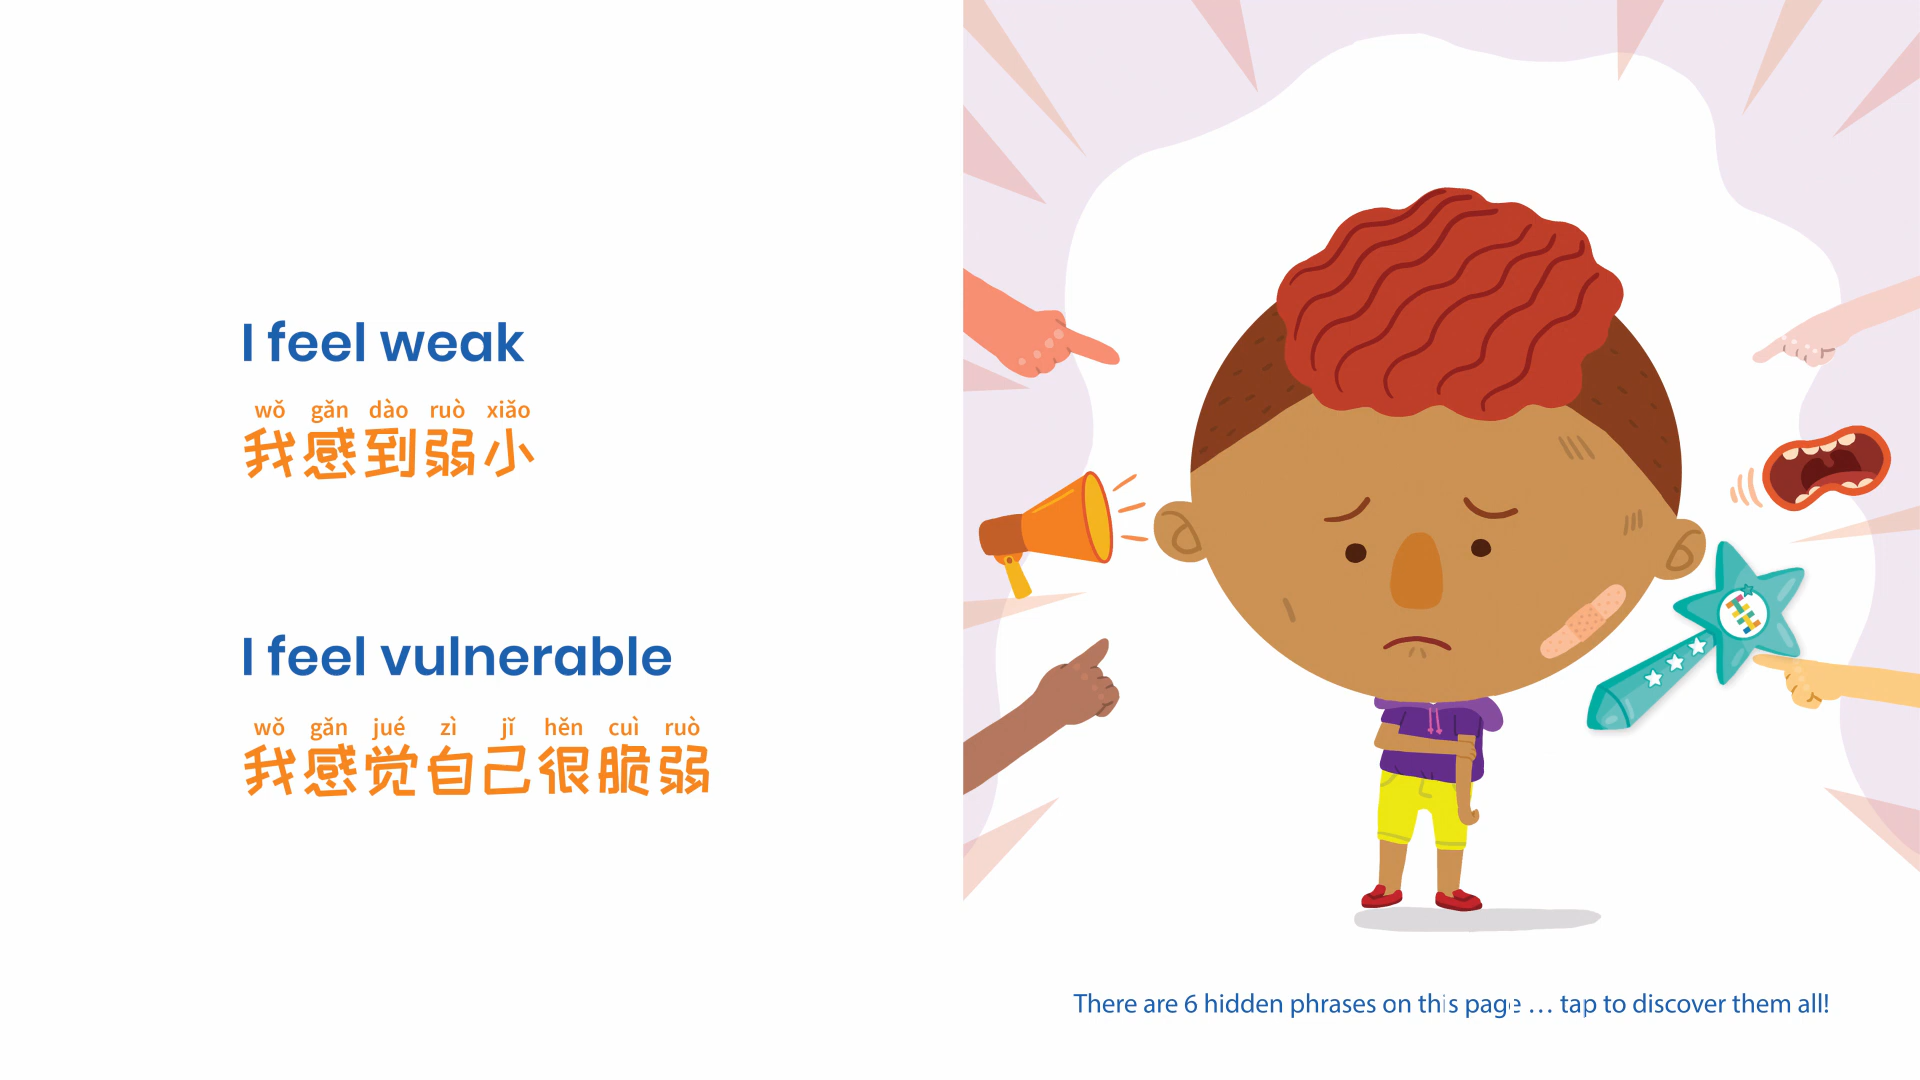 I feel weak
wǒ gǎn dào ruò xiǎo
我感到弱小
I feel vulnerable
wǒ gǎn jué zì jǐ hěn cuì ruò
我感觉自己很脆弱
There are 6 hidden phrases on this page ... tap to discover them all!